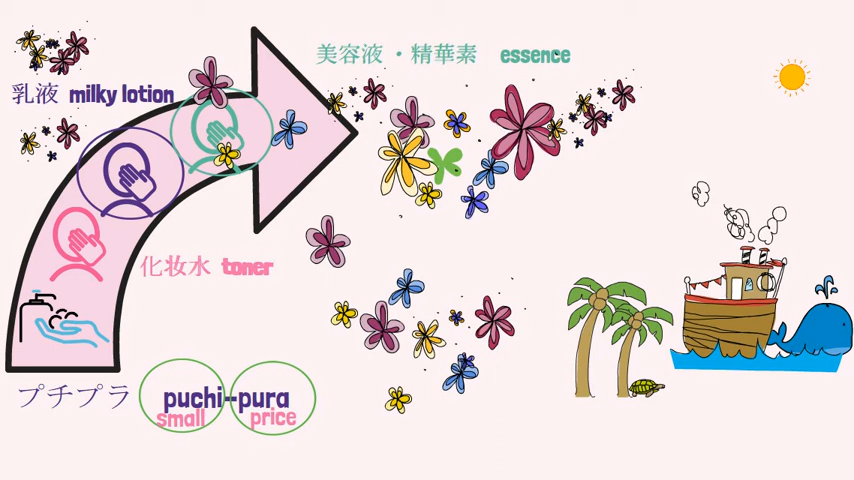 美容液・精華素 essence
乳液 milky lotion
化妆水 toner
プチプラ puchi-pura
small price